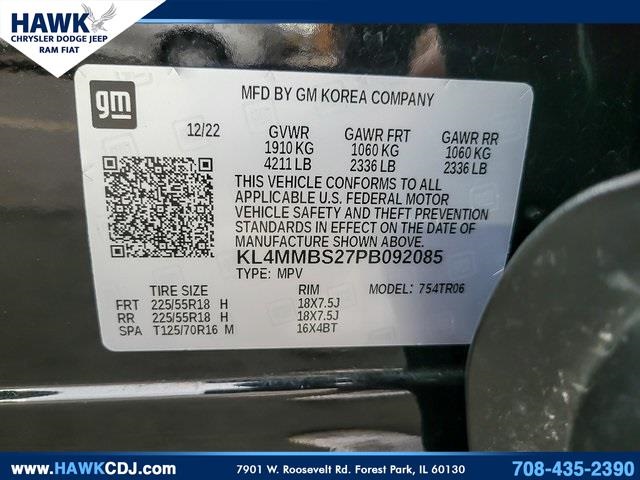 HAWK
CHRYSLER DODGE JEEP
RAM FIAT
gm
MFD BY GM KOREA COMPANY
12/22 GVWR GAWR FRT GAWR RR
1910 KG 1060 KG 1060 KG
4211 LB 2336 LB 2336 LB
THIS VEHICLE CONFORMS TO ALL
APPLICABLE U.S. FEDERAL MOTOR
VEHICLE SAFETY AND THEFT PREVENTION
STANDARDS IN EFFECT ON THE DATE OF
MANUFACTURE SHOWN ABOVE.
KL4MMBS27PB092085
TYPE: MPV MODEL: 754TR06
TIRE SIZE RIM
FRT 225/55R18 H 18X7.5J
RR 225/55R18 H 18X7.5J
SPA T125/70R16 M 16X4BT
www.HAWKCDJ.com 7901 W. Roosevelt Rd. Forest Park, IL 60130 708-435-2390